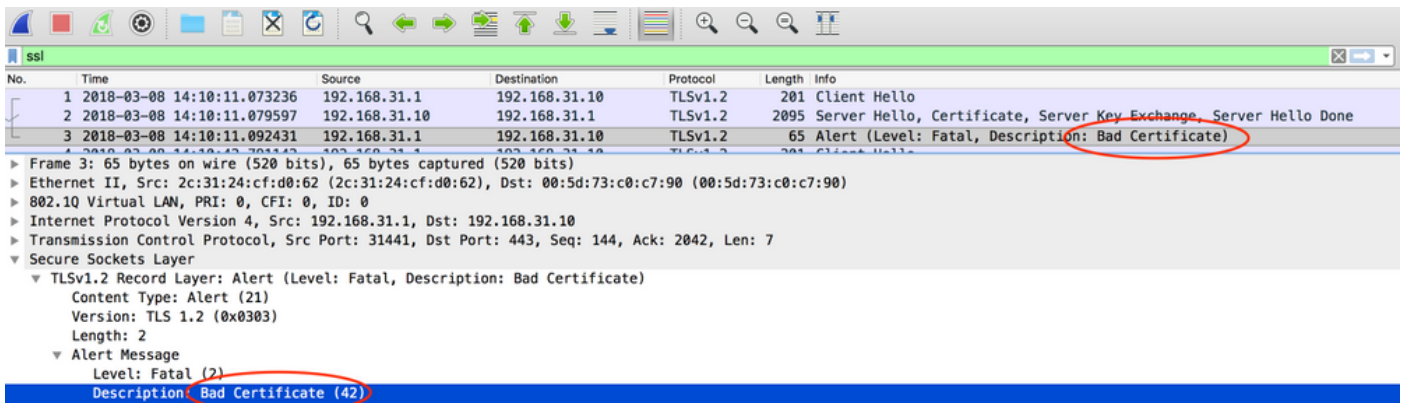 ssl
No. Time Source Destination Protocol Length Info
1 2018-03-08 14:10:11.073236 192.168.31.1 192.168.31.10 TLSv1.2 201 Client Hello
2 2018-03-08 14:10:11.079597 192.168.31.10 192.168.31.1 TLSv1.2 2095 Server Hello, Certificate, Server Key Exchange, Server Hello Done
3 2018-03-08 14:10:11.092431 192.168.31.1 192.168.31.10 TLSv1.2 65 Alert (Level: Fatal, Description: Bad Certificate)
Frame 3: 65 bytes on wire (520 bits), 65 bytes captured (520 bits)
Ethernet II, Src: 2c:31:24:cf:d0:62 (2c:31:24:cf:d0:62), Dst: 00:5d:73:c0:c7:90 (00:5d:73:c0:c7:90)
802.1Q Virtual LAN, PRI: 0, CFI: 0, ID: 0
Internet Protocol Version 4, Src: 192.168.31.1, Dst: 192.168.31.10
Transmission Control Protocol, Src Port: 31441, Dst Port: 443, Seq: 144, Ack: 2042, Len: 7
Secure Sockets Layer
TLSv1.2 Record Layer: Alert (Level: Fatal, Description: Bad Certificate)
Content Type: Alert (21)
Version: TLS 1.2 (0x0303)
Length: 2
Alert Message
Level: Fatal (2)
Description: Bad Certificate (42)